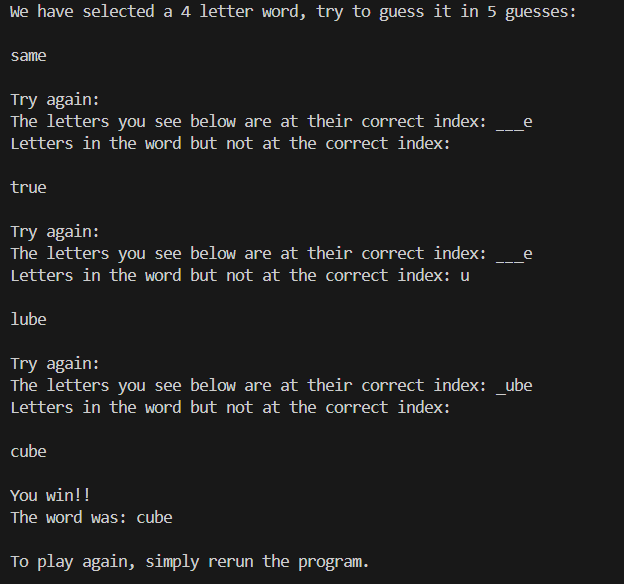 We have selected a 4 letter word, try to guess it in 5 guesses:
same
Try again:
The letters you see below are at their correct index: ___e
Letters in the word but not at the correct index:
true
Try again:
The letters you see below are at their correct index: ___e
Letters in the word but not at the correct index: u
lube
Try again:
The letters you see below are at their correct index: _ube
Letters in the word but not at the correct index:
cube
You win!!
The word was: cube
To play again, simply rerun the program.